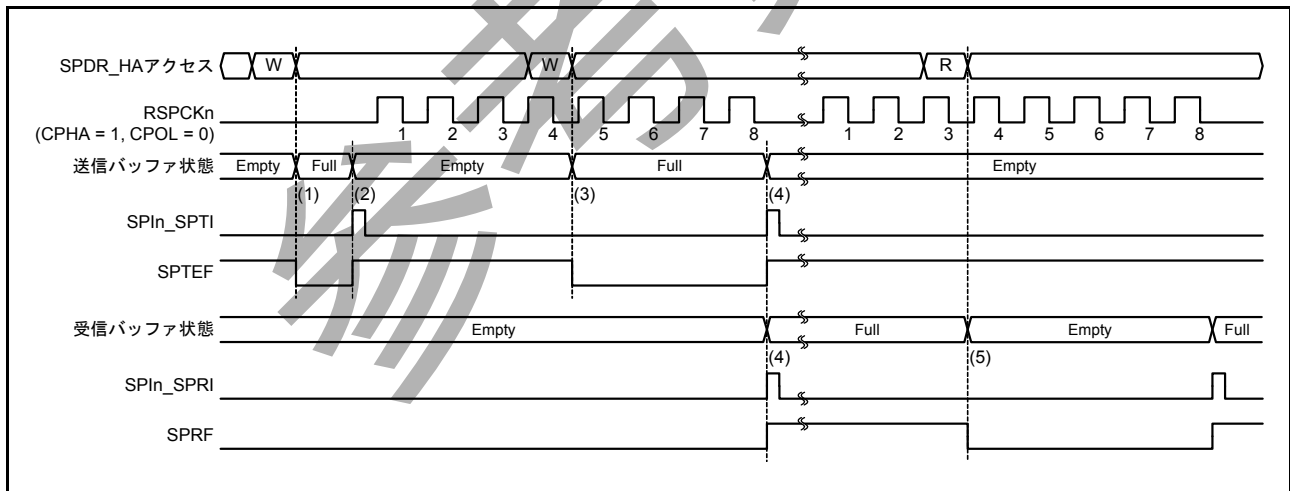 SPDR_HAアクセス W W R
RSPCKn
(CPHA = 1, CPOL = 0)
1 2 3 4 5 6 7 8 1 2 3 4 5 6 7 8
送信バッファ状態 Empty Full Empty Full Empty
(1) (2) (3) (4)
SPIn_SPTI
SPTEF
受信バッファ状態 Empty Full Empty Full
(4) (5)
SPIn_SPRI
SPRF